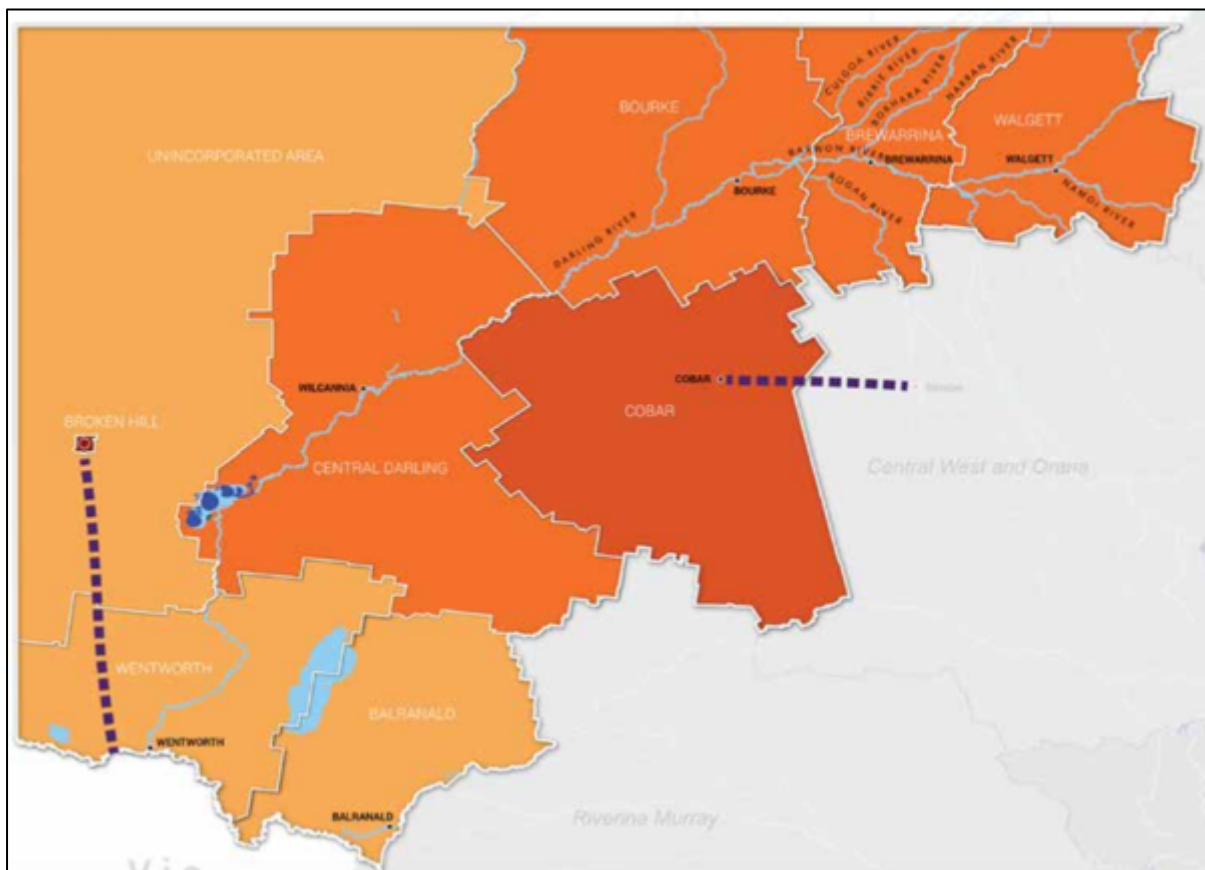 CULGOA RIVER
BIRRIE RIVER
BOKHARA RIVER
NARRAN RIVER
BOURKE
BREWARRINA
WALGETT
UNINCORPORATED AREA
BARWON RIVER
BREWARRINA
WALGETT
BOURKE
BOGAN RIVER
NAMOI RIVER
DARLING RIVER
WILCANNIA
COBAR
COBAR
BROKEN HILL
CENTRAL DARLING
Central West and Orana
WENTWORTH
BALRANALD
WENTWORTH
BALRANALD
Riverina Murray